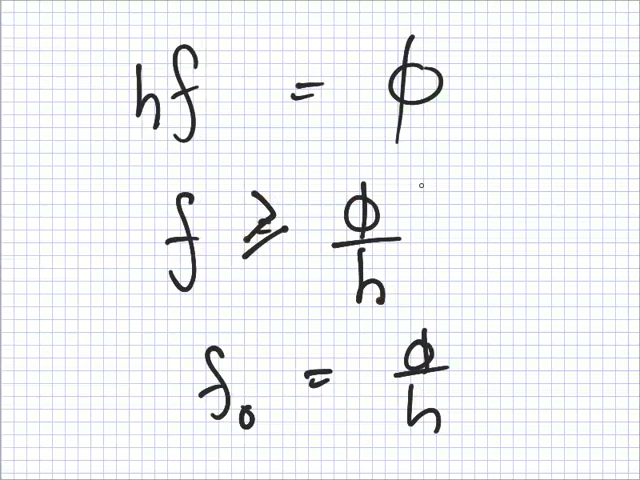 hf = ϕ
f ≥ ϕ/h
f₀ = ϕ/h